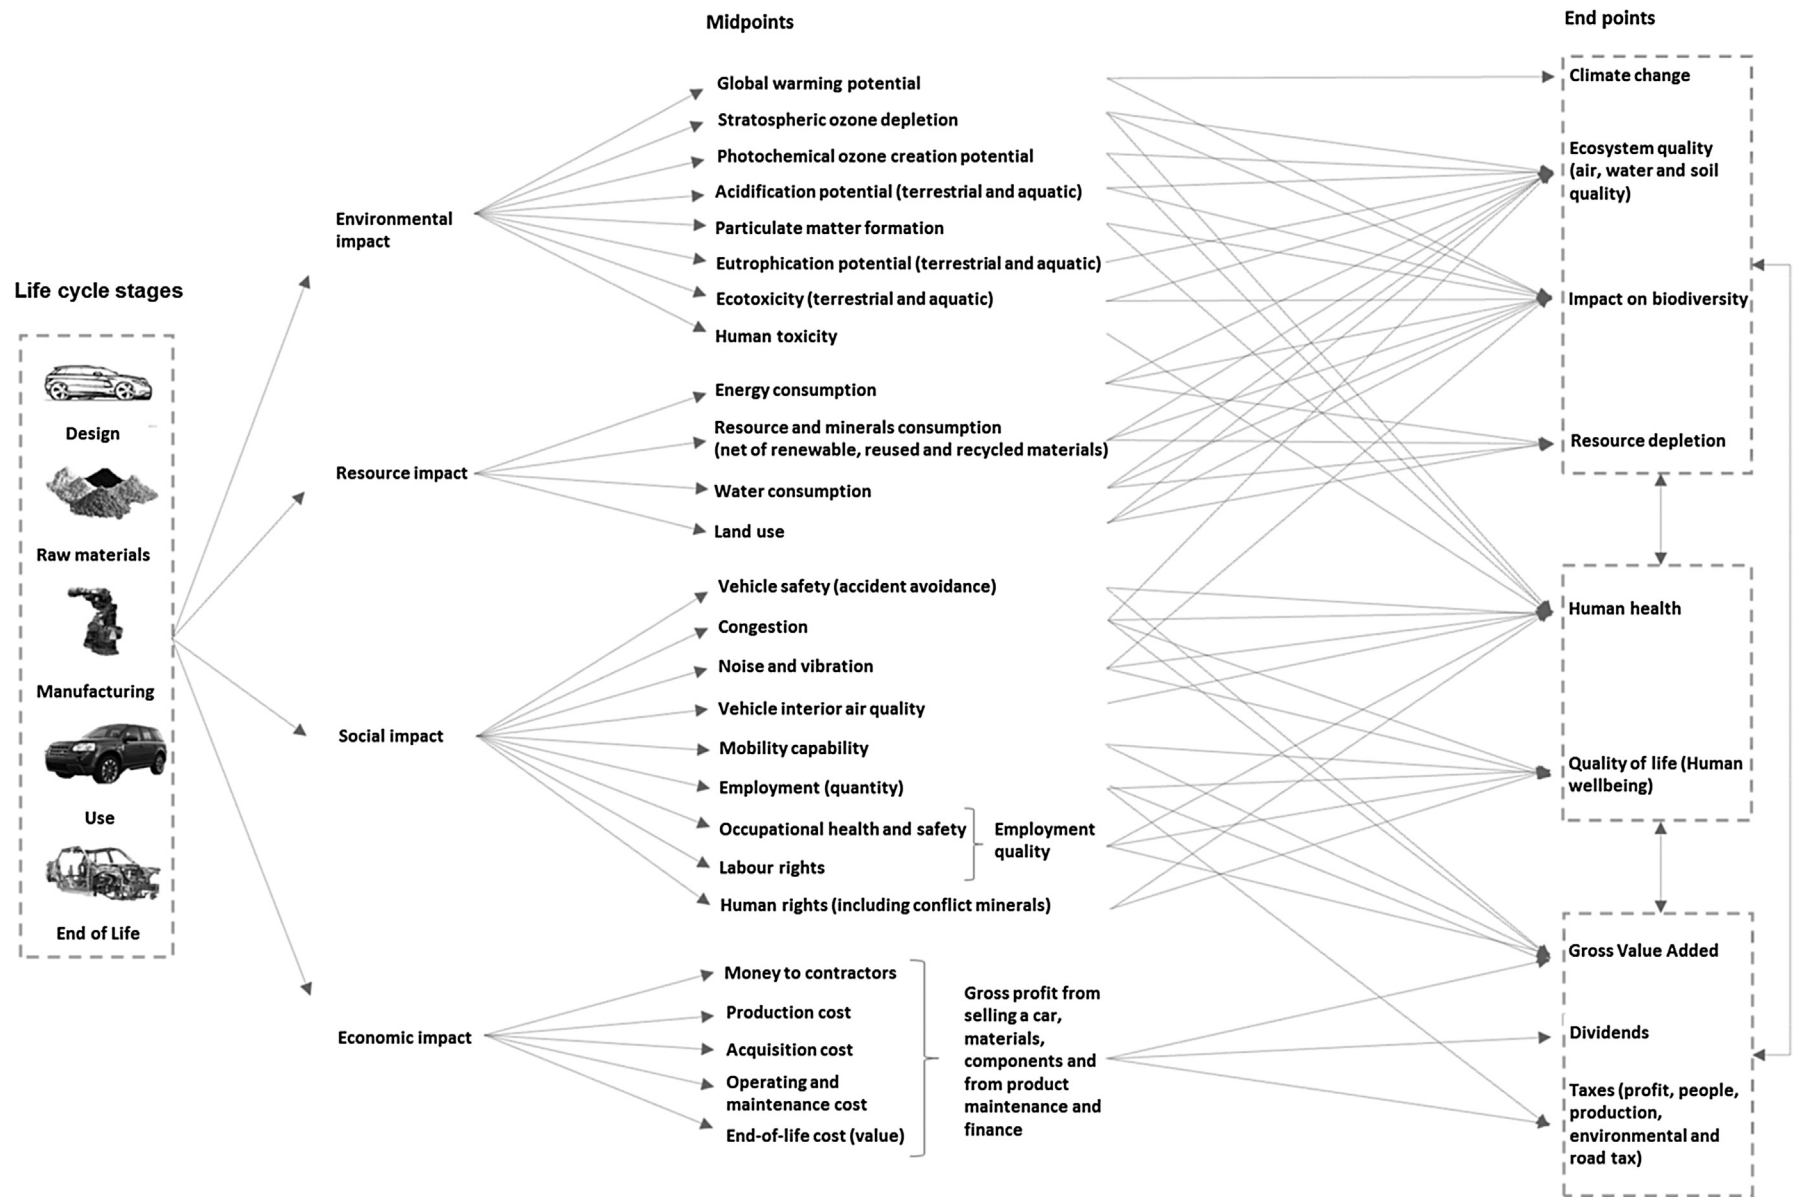 Midpoints
End points
Life cycle stages
Design
Raw materials
Manufacturing
Use
End of Life
Environmental
impact
Resource impact
Social impact
Economic impact
Global warming potential
Stratospheric ozone depletion
Photochemical ozone creation potential
Acidification potential (terrestrial and aquatic)
Particulate matter formation
Eutrophication potential (terrestrial and aquatic)
Ecotoxicity (terrestrial and aquatic)
Human toxicity
Energy consumption
Resource and minerals consumption
(net of renewable, reused and recycled materials)
Water consumption
Land use
Vehicle safety (accident avoidance)
Congestion
Noise and vibration
Vehicle interior air quality
Mobility capability
Employment (quantity)
Occupational health and safety
Labour rights
Employment
quality
Human rights (including conflict minerals)
Money to contractors
Production cost
Acquisition cost
Operating and
maintenance cost
End-of-life cost (value)
Gross profit from
selling a car,
materials,
components and
from product
maintenance and
finance
Climate change
Ecosystem quality
(air, water and soil
quality)
Impact on biodiversity
Resource depletion
Human health
Quality of life (Human
wellbeing)
Gross Value Added
Dividends
Taxes (profit, people,
production,
environmental and
road tax)